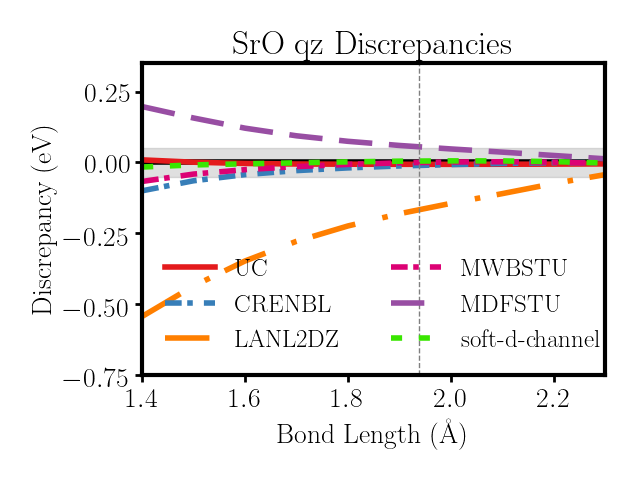 SrO qz Discrepancies
Discrepancy (eV)
0.25
0.00
−0.25
−0.50
−0.75
UC
CRENBL
LANL2DZ
MWBSTU
MDFSTU
soft-d-channel
1.4 1.6 1.8 2.0 2.2
Bond Length (Å)